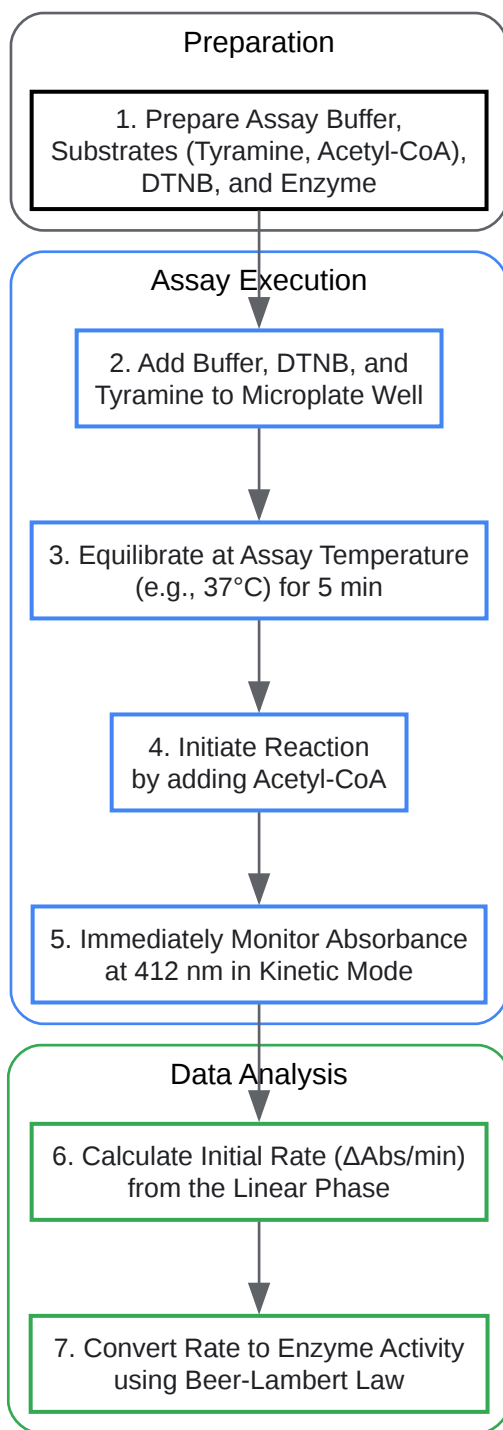 Preparation
1. Prepare Assay Buffer,
Substrates (Tyramine, Acetyl-CoA),
DTNB, and Enzyme
Assay Execution
2. Add Buffer, DTNB, and
Tyramine to Microplate Well
3. Equilibrate at Assay Temperature
(e.g., 37°C) for 5 min
4. Initiate Reaction
by adding Acetyl-CoA
5. Immediately Monitor Absorbance
at 412 nm in Kinetic Mode
Data Analysis
6. Calculate Initial Rate (ΔAbs/min)
from the Linear Phase
7. Convert Rate to Enzyme Activity
using Beer-Lambert Law